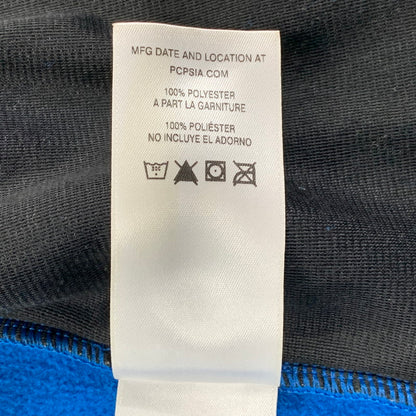 MFG DATE AND LOCATION AT
PCPSIA.COM
100% POLYESTER
À PART LA GARNITURE
100% POLIÉSTER
NO INCLUYE EL ADORNO